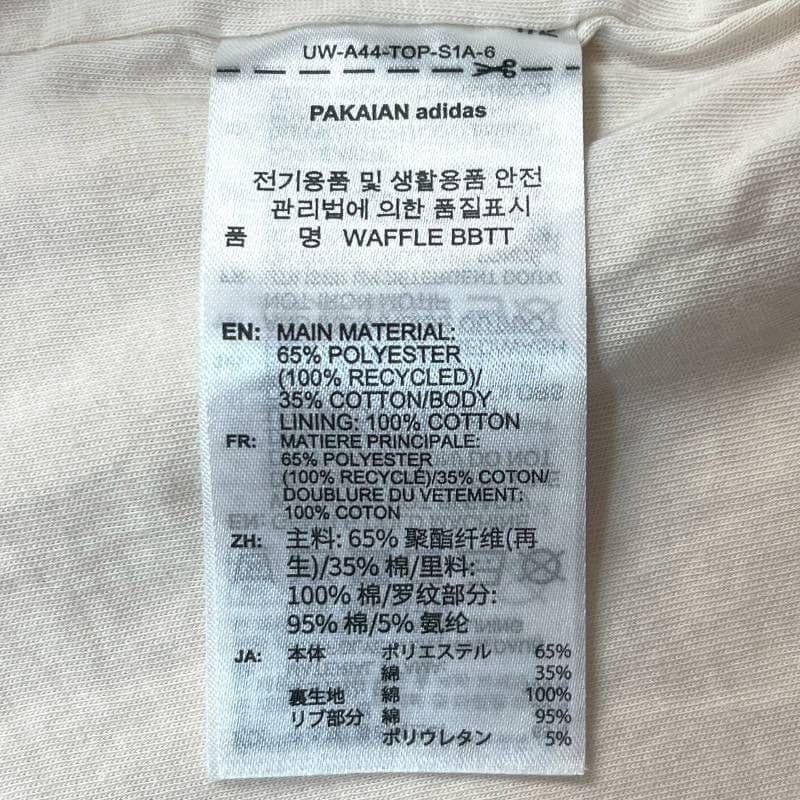 UW-A44-TOP-S1A-6
PAKAIAN adidas
전기용품 및 생활용품 안전
관리법에 의한 품질표시
품 명 WAFFLE BBTT
EN: MAIN MATERIAL:
65% POLYESTER
(100% RECYCLED)/
35% COTTON/BODY
LINING: 100% COTTON
FR: MATIERE PRINCIPALE:
65% POLYESTER
(100% RECYCLÉ)/35% COTON/
DOUBLURE DU VETEMENT:
100% COTON
ZH: 主料: 65% 聚酯纤维(再
生)/35% 棉/里料:
100% 棉/罗纹部分:
95% 棉/5% 氨纶
JA: 本体 ポリエステル 65%
綿 35%
裏生地 綿 100%
リブ部分 綿 95%
ポリウレタン 5%